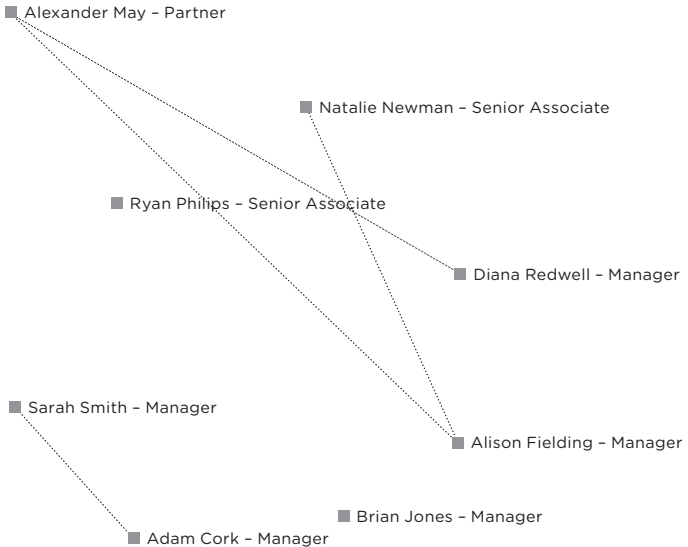 Alexander May – Partner
Natalie Newman – Senior Associate
Ryan Philips – Senior Associate
Diana Redwell – Manager
Sarah Smith – Manager
Alison Fielding – Manager
Brian Jones – Manager
Adam Cork – Manager